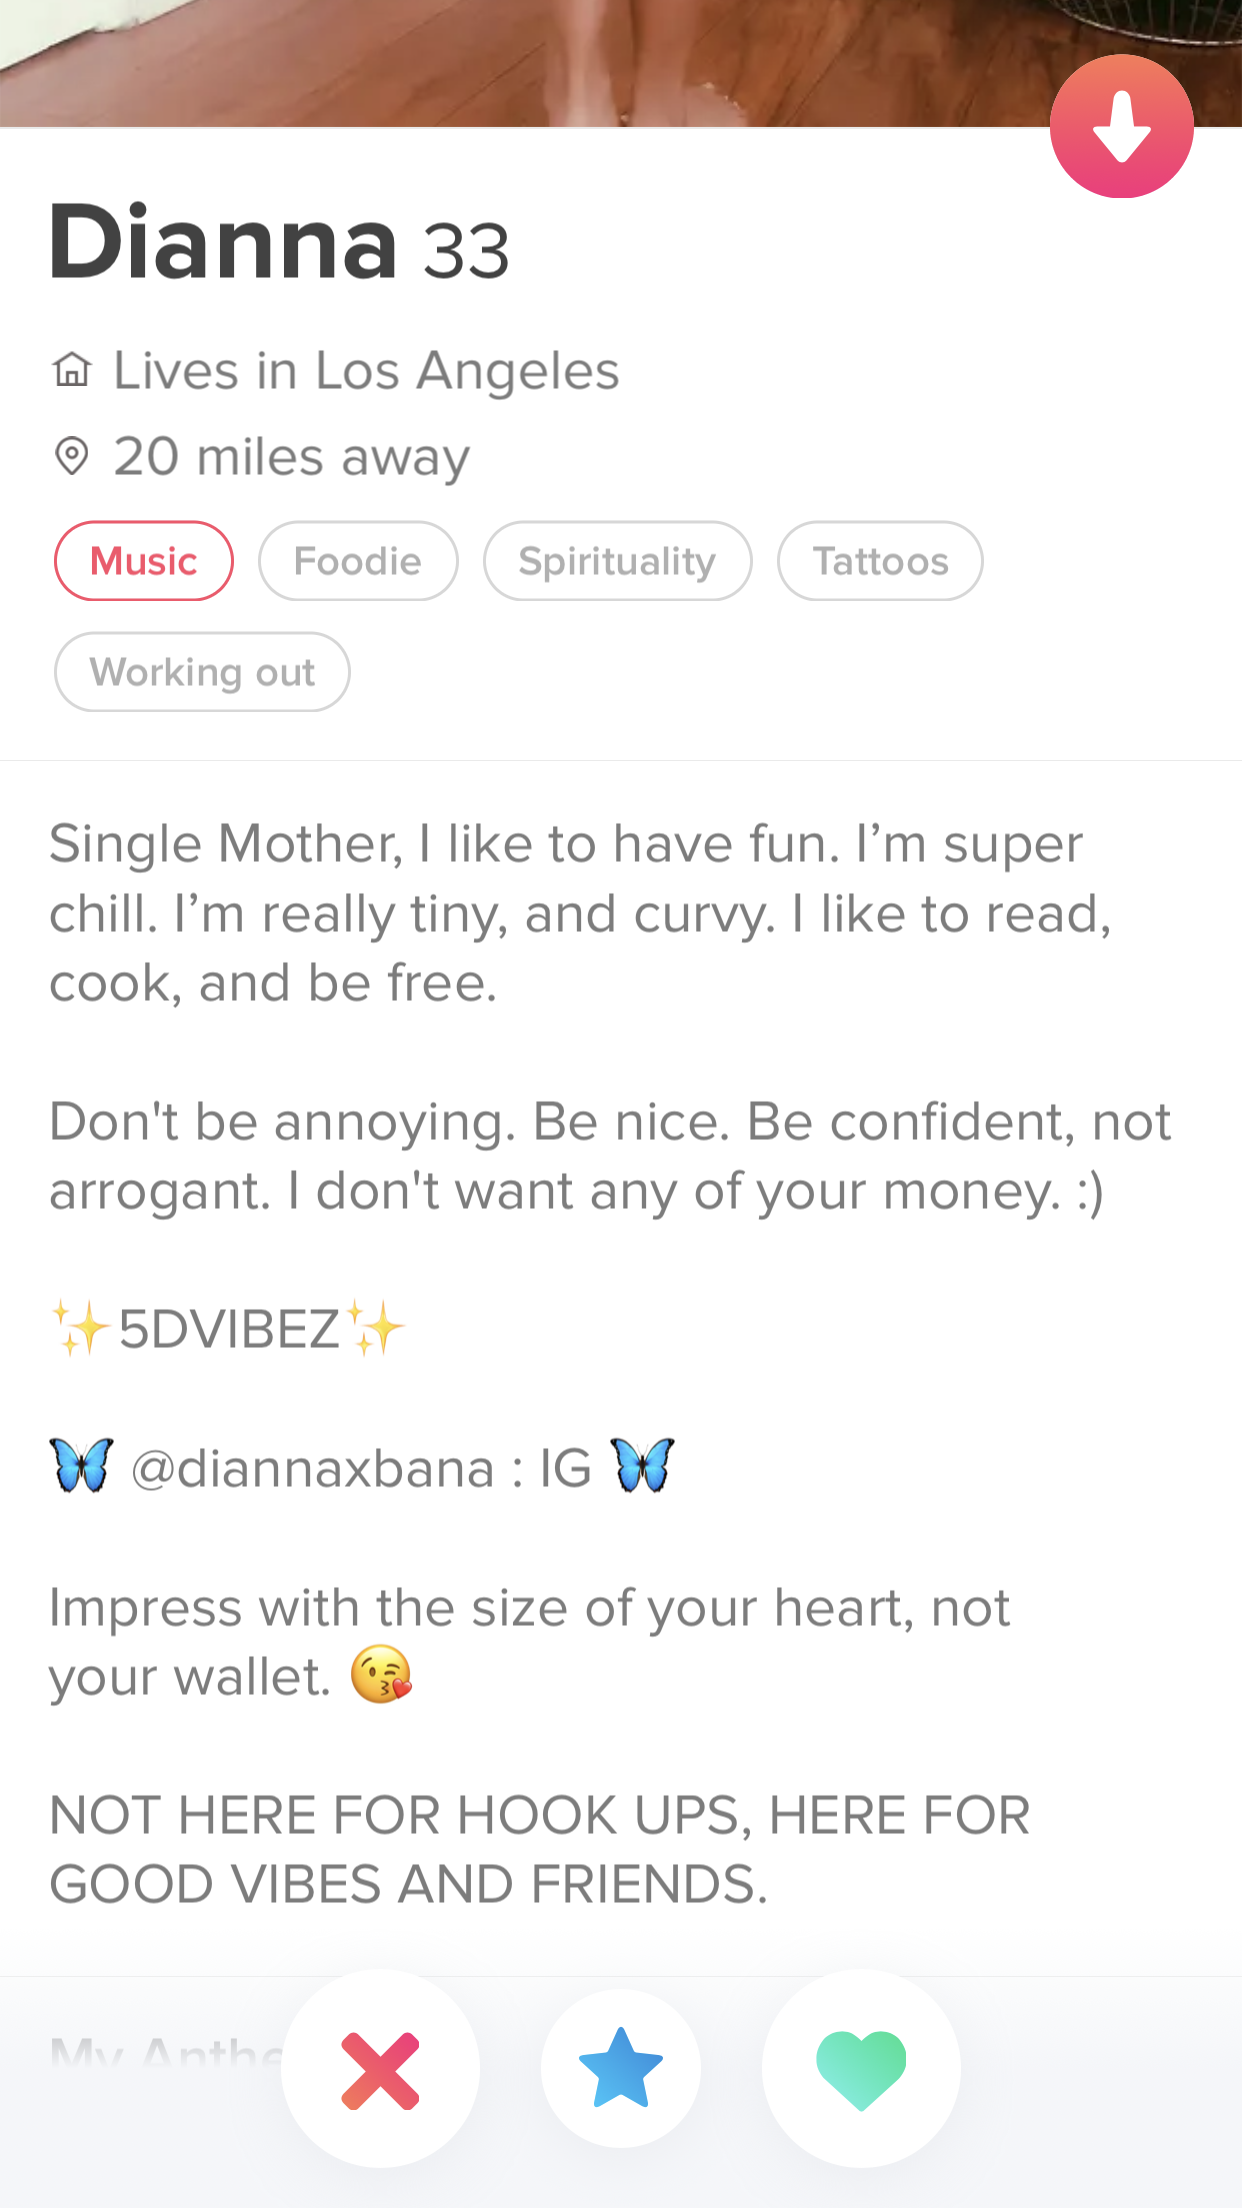 Dianna 33
Lives in Los Angeles
20 miles away
Music Foodie Spirituality Tattoos
Working out
Single Mother, I like to have fun. I’m super
chill. I’m really tiny, and curvy. I like to read,
cook, and be free.
Don't be annoying. Be nice. Be confident, not
arrogant. I don't want any of your money. :)
✨5DVIBEZ✨
🦋 @diannaxbana : IG 🦋
Impress with the size of your heart, not
your wallet. 😘
NOT HERE FOR HOOK UPS, HERE FOR
GOOD VIBES AND FRIENDS.
My